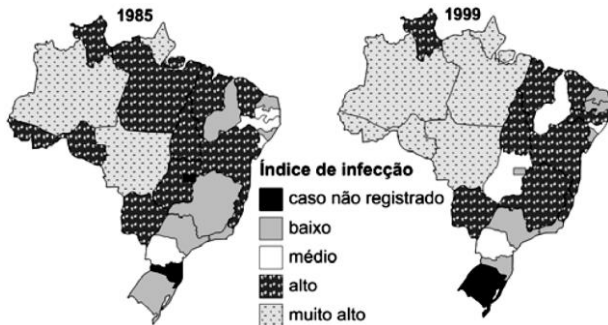 1985
1999
Índice de infecção
caso não registrado
baixo
médio
alto
muito alto